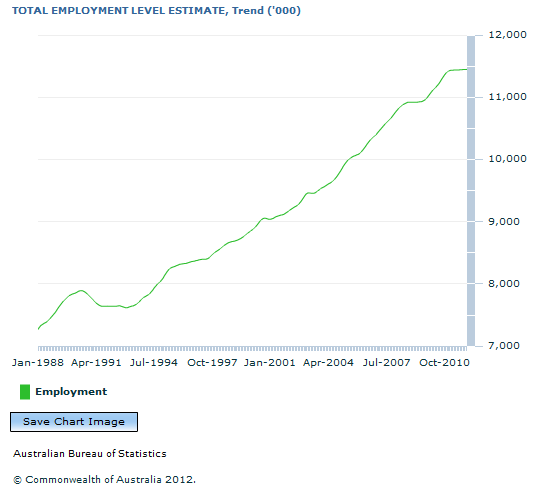 TOTAL EMPLOYMENT LEVEL ESTIMATE, Trend ('000)
12,000
11,000
10,000
9,000
8,000
7,000
Jan-1988 Apr-1991 Jul-1994 Oct-1997 Jan-2001 Apr-2004 Jul-2007 Oct-2010
Employment
Save Chart Image
Australian Bureau of Statistics
© Commonwealth of Australia 2012.